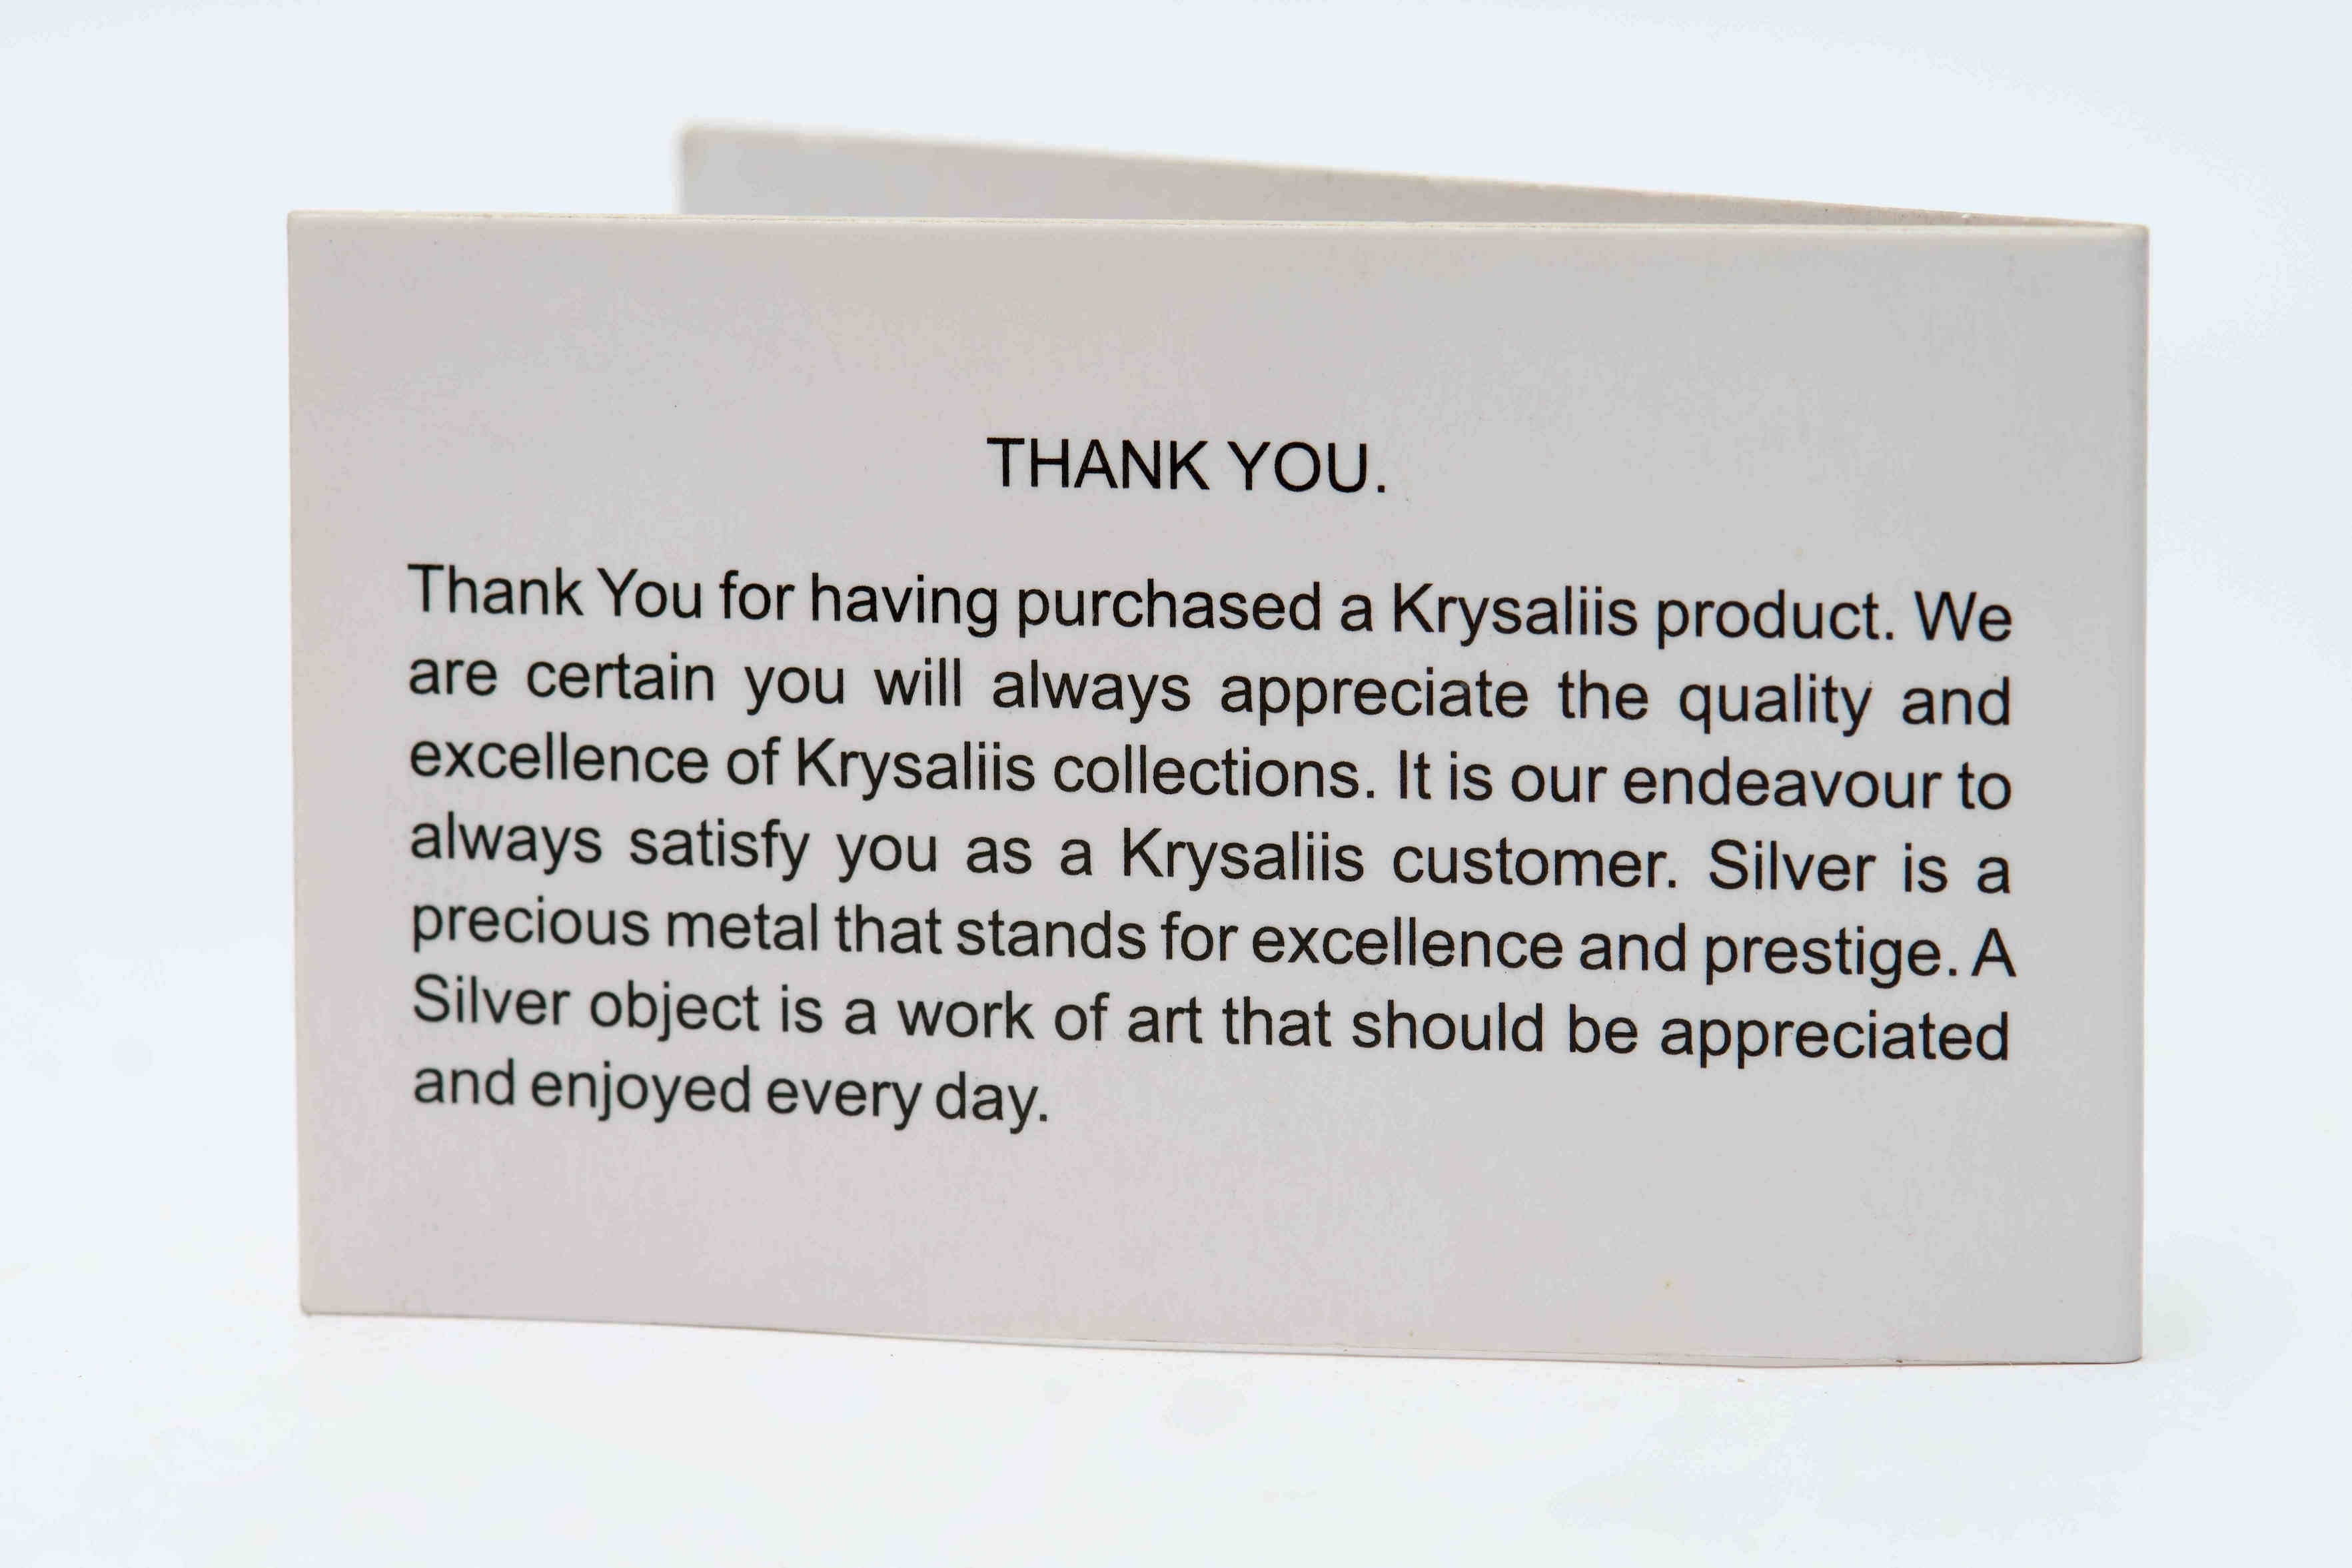 THANK YOU.
Thank You for having purchased a Krysaliis product. We
are certain you will always appreciate the quality and
excellence of Krysaliis collections. It is our endeavour to
always satisfy you as a Krysaliis customer. Silver is a
precious metal that stands for excellence and prestige. A
Silver object is a work of art that should be appreciated
and enjoyed every day.